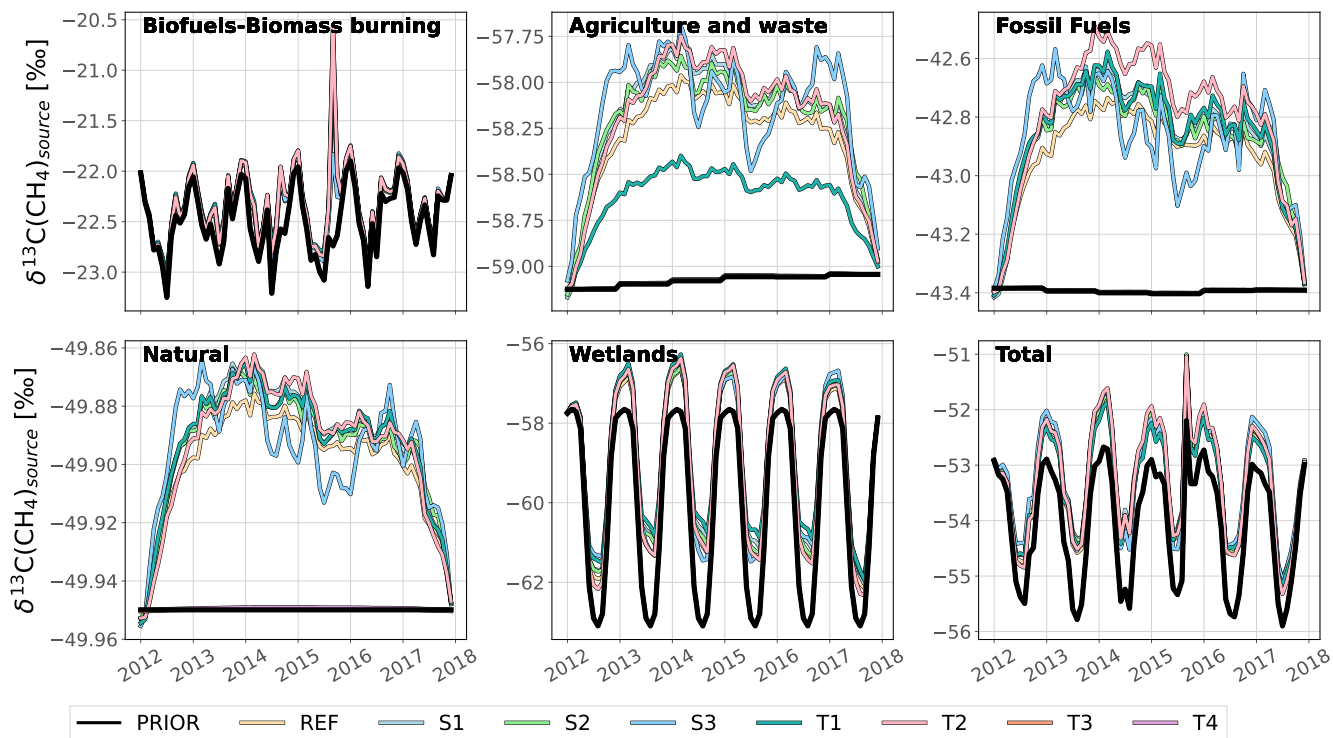 Biofuels-Biomass burning
Agriculture and waste
Fossil Fuels
δ¹³C(CH₄)source [‰]
−20.5
−21.0
−21.5
−22.0
−22.5
−23.0
−57.75
−58.00
−58.25
−58.50
−58.75
−59.00
−42.6
−42.8
−43.0
−43.2
−43.4
Natural
Wetlands
Total
δ¹³C(CH₄)source [‰]
−49.86
−49.88
−49.90
−49.92
−49.94
−49.96
−56
−58
−60
−62
−51
−52
−53
−54
−55
−56
2012 2013 2014 2015 2016 2017 2018
2012 2013 2014 2015 2016 2017 2018
2012 2013 2014 2015 2016 2017 2018
PRIOR REF S1 S2 S3 T1 T2 T3 T4